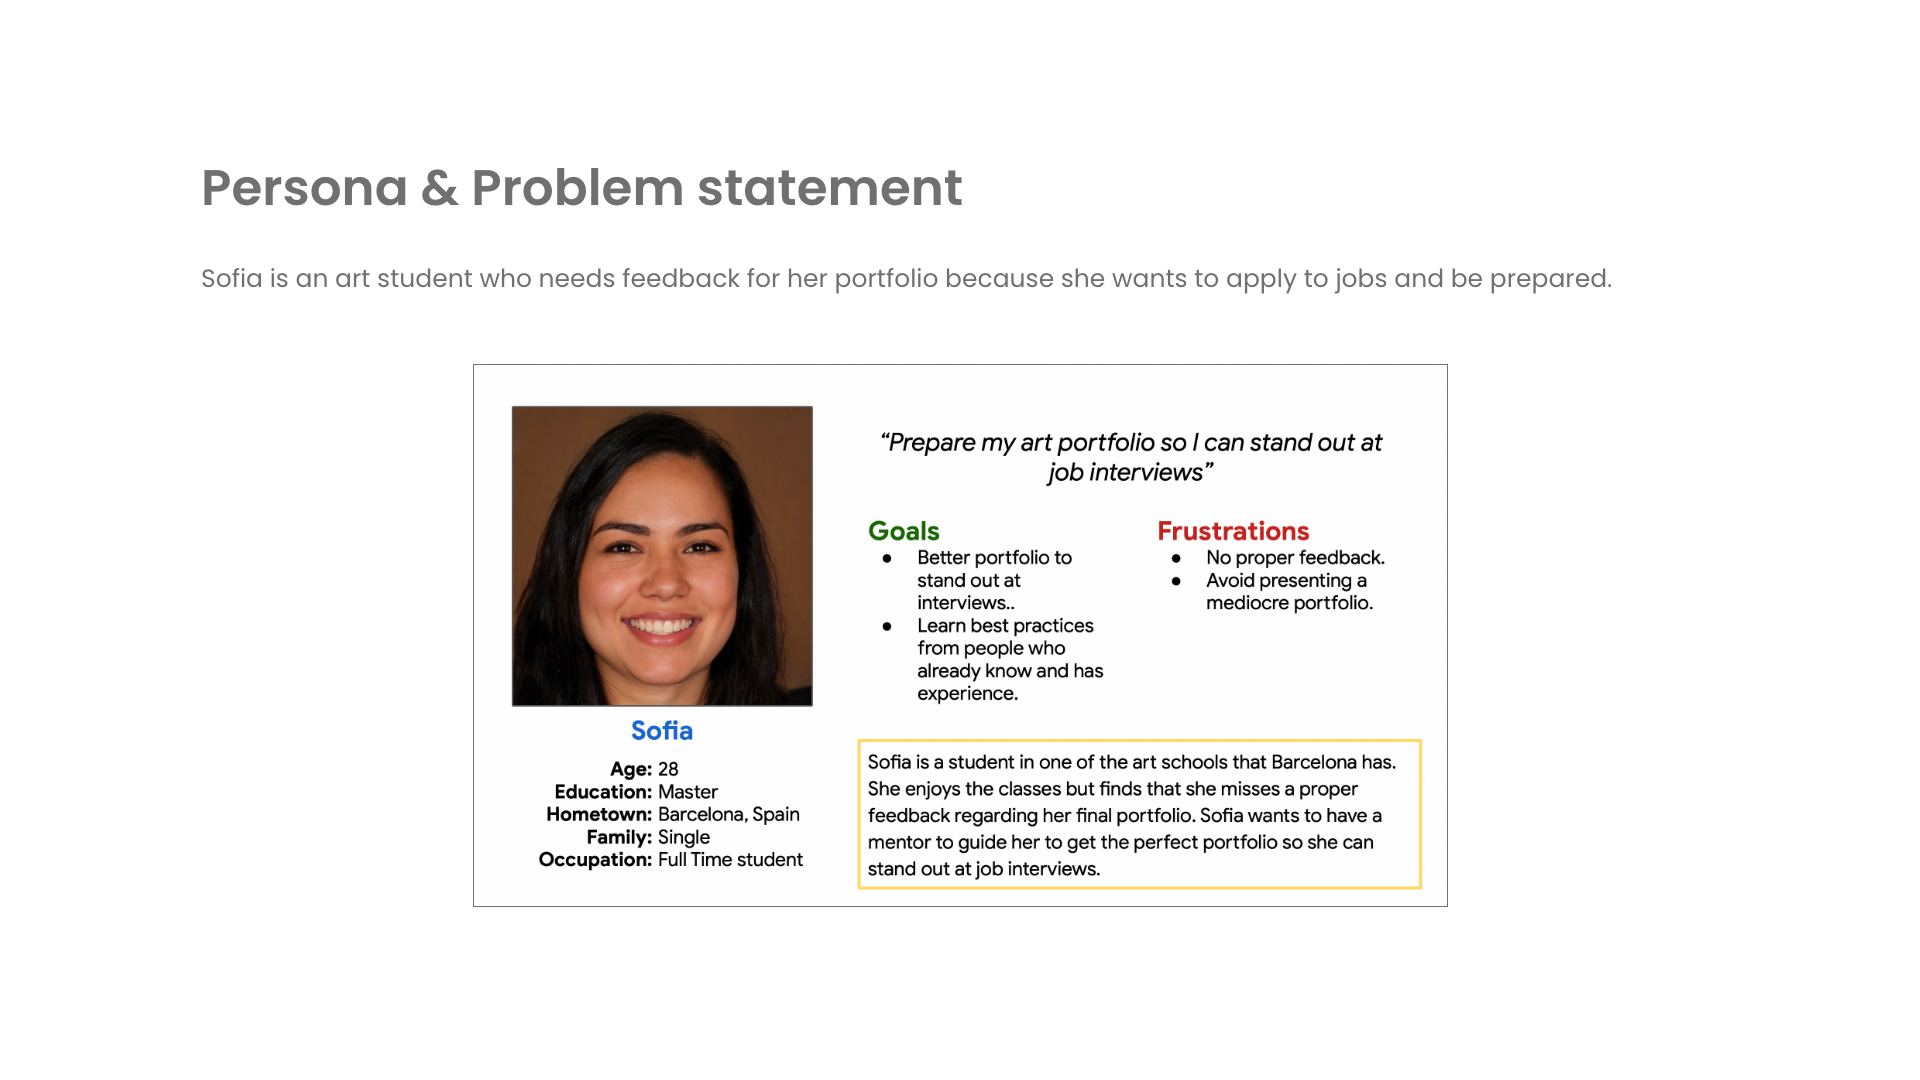 Persona & Problem statement
Sofia is an art student who needs feedback for her portfolio because she wants to apply to jobs and be prepared.
“Prepare my art portfolio so I can stand out at
job interviews”
Goals
● Better portfolio to
stand out at
interviews..
● Learn best practices
from people who
already know and has
experience.
Frustrations
● No proper feedback.
● Avoid presenting a
mediocre portfolio.
Sofia
Age: 28
Education: Master
Hometown: Barcelona, Spain
Family: Single
Occupation: Full Time student
Sofia is a student in one of the art schools that Barcelona has.
She enjoys the classes but finds that she misses a proper
feedback regarding her final portfolio. Sofia wants to have a
mentor to guide her to get the perfect portfolio so she can
stand out at job interviews.